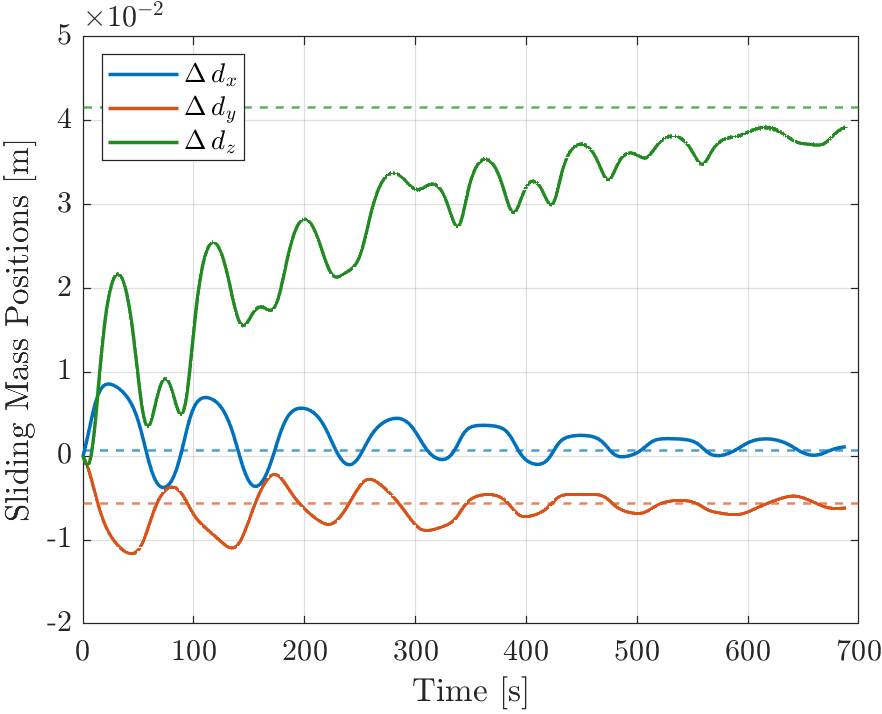 ×10⁻²
5
4
3
2
1
0
-1
-2
Δ dₓ
Δ d_y
Δ d_z
Sliding Mass Positions [m]
0 100 200 300 400 500 600 700
Time [s]